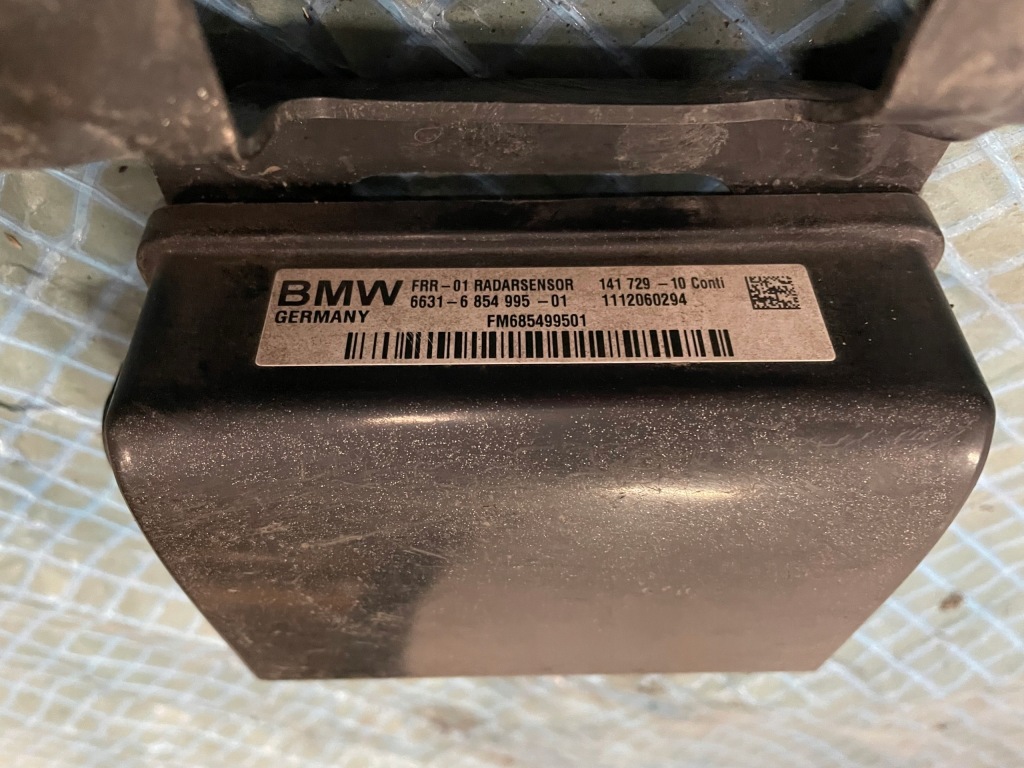 BMW FRR-01 RADARSENSOR 141 729-10 Conti
6631-6 854 995-01 1112060294
GERMANY FM685499501